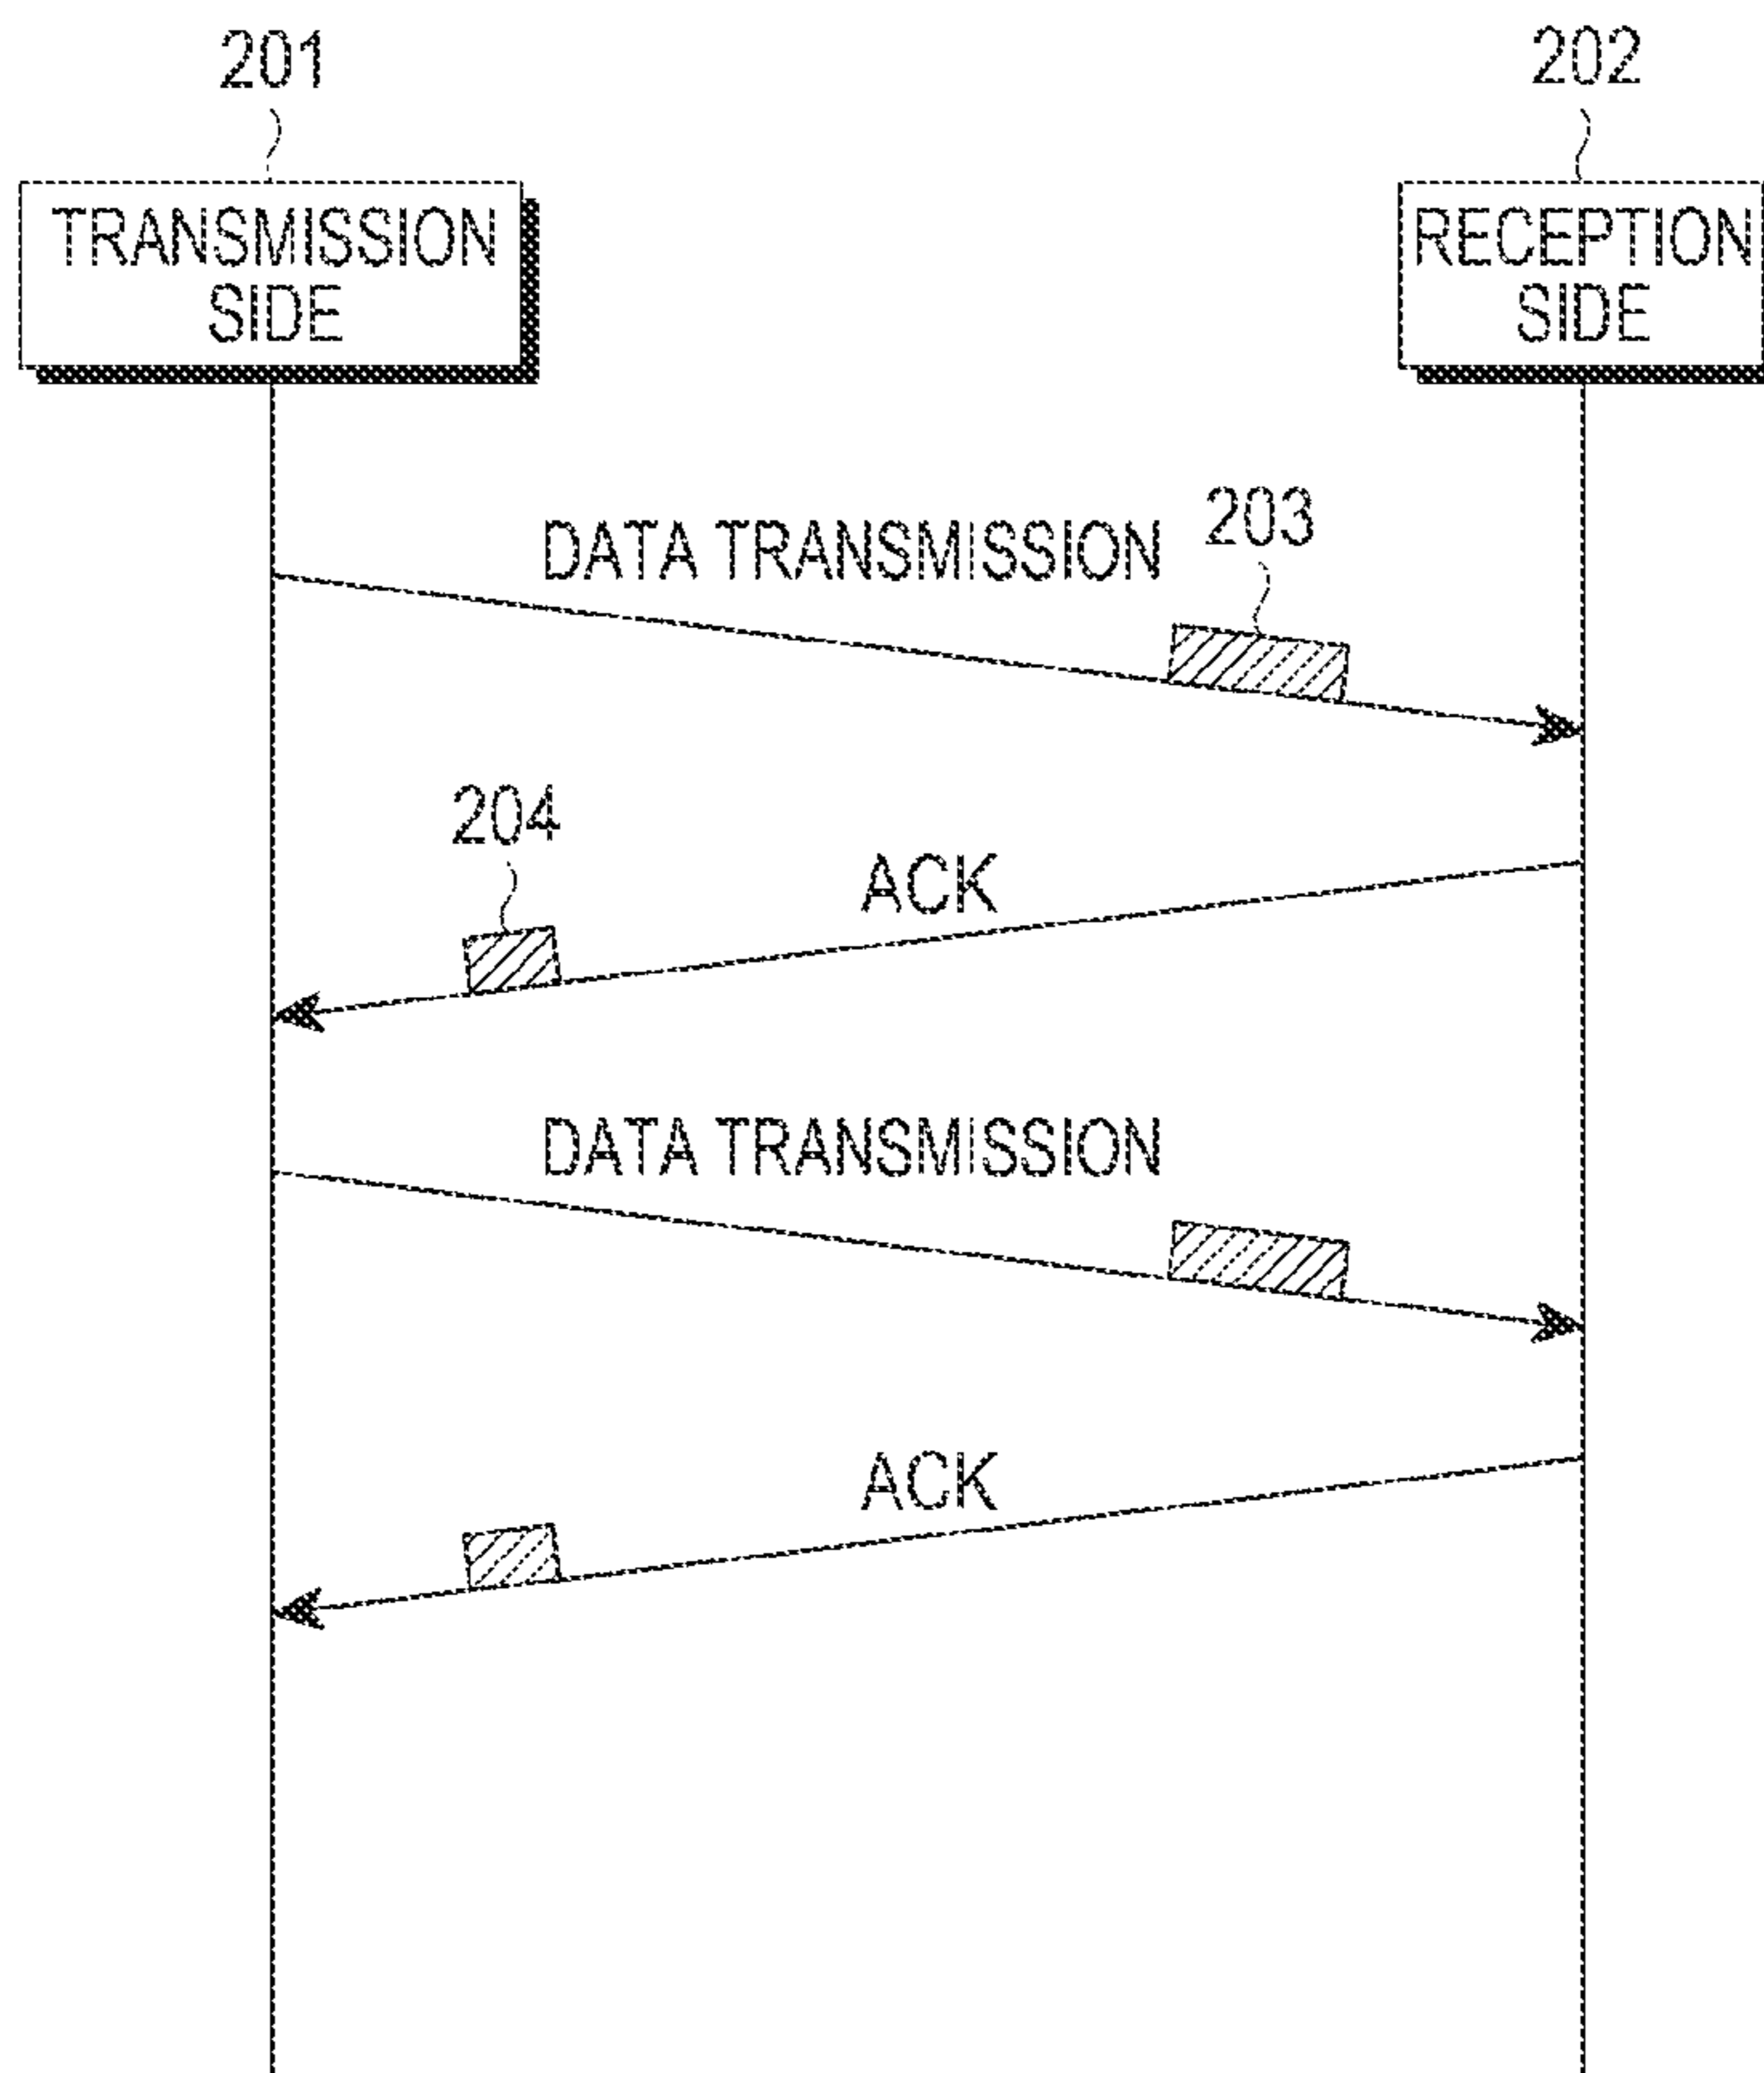 201
202
TRANSMISSION
SIDE
RECEPTION
SIDE
DATA TRANSMISSION
203
204
ACK
DATA TRANSMISSION
ACK